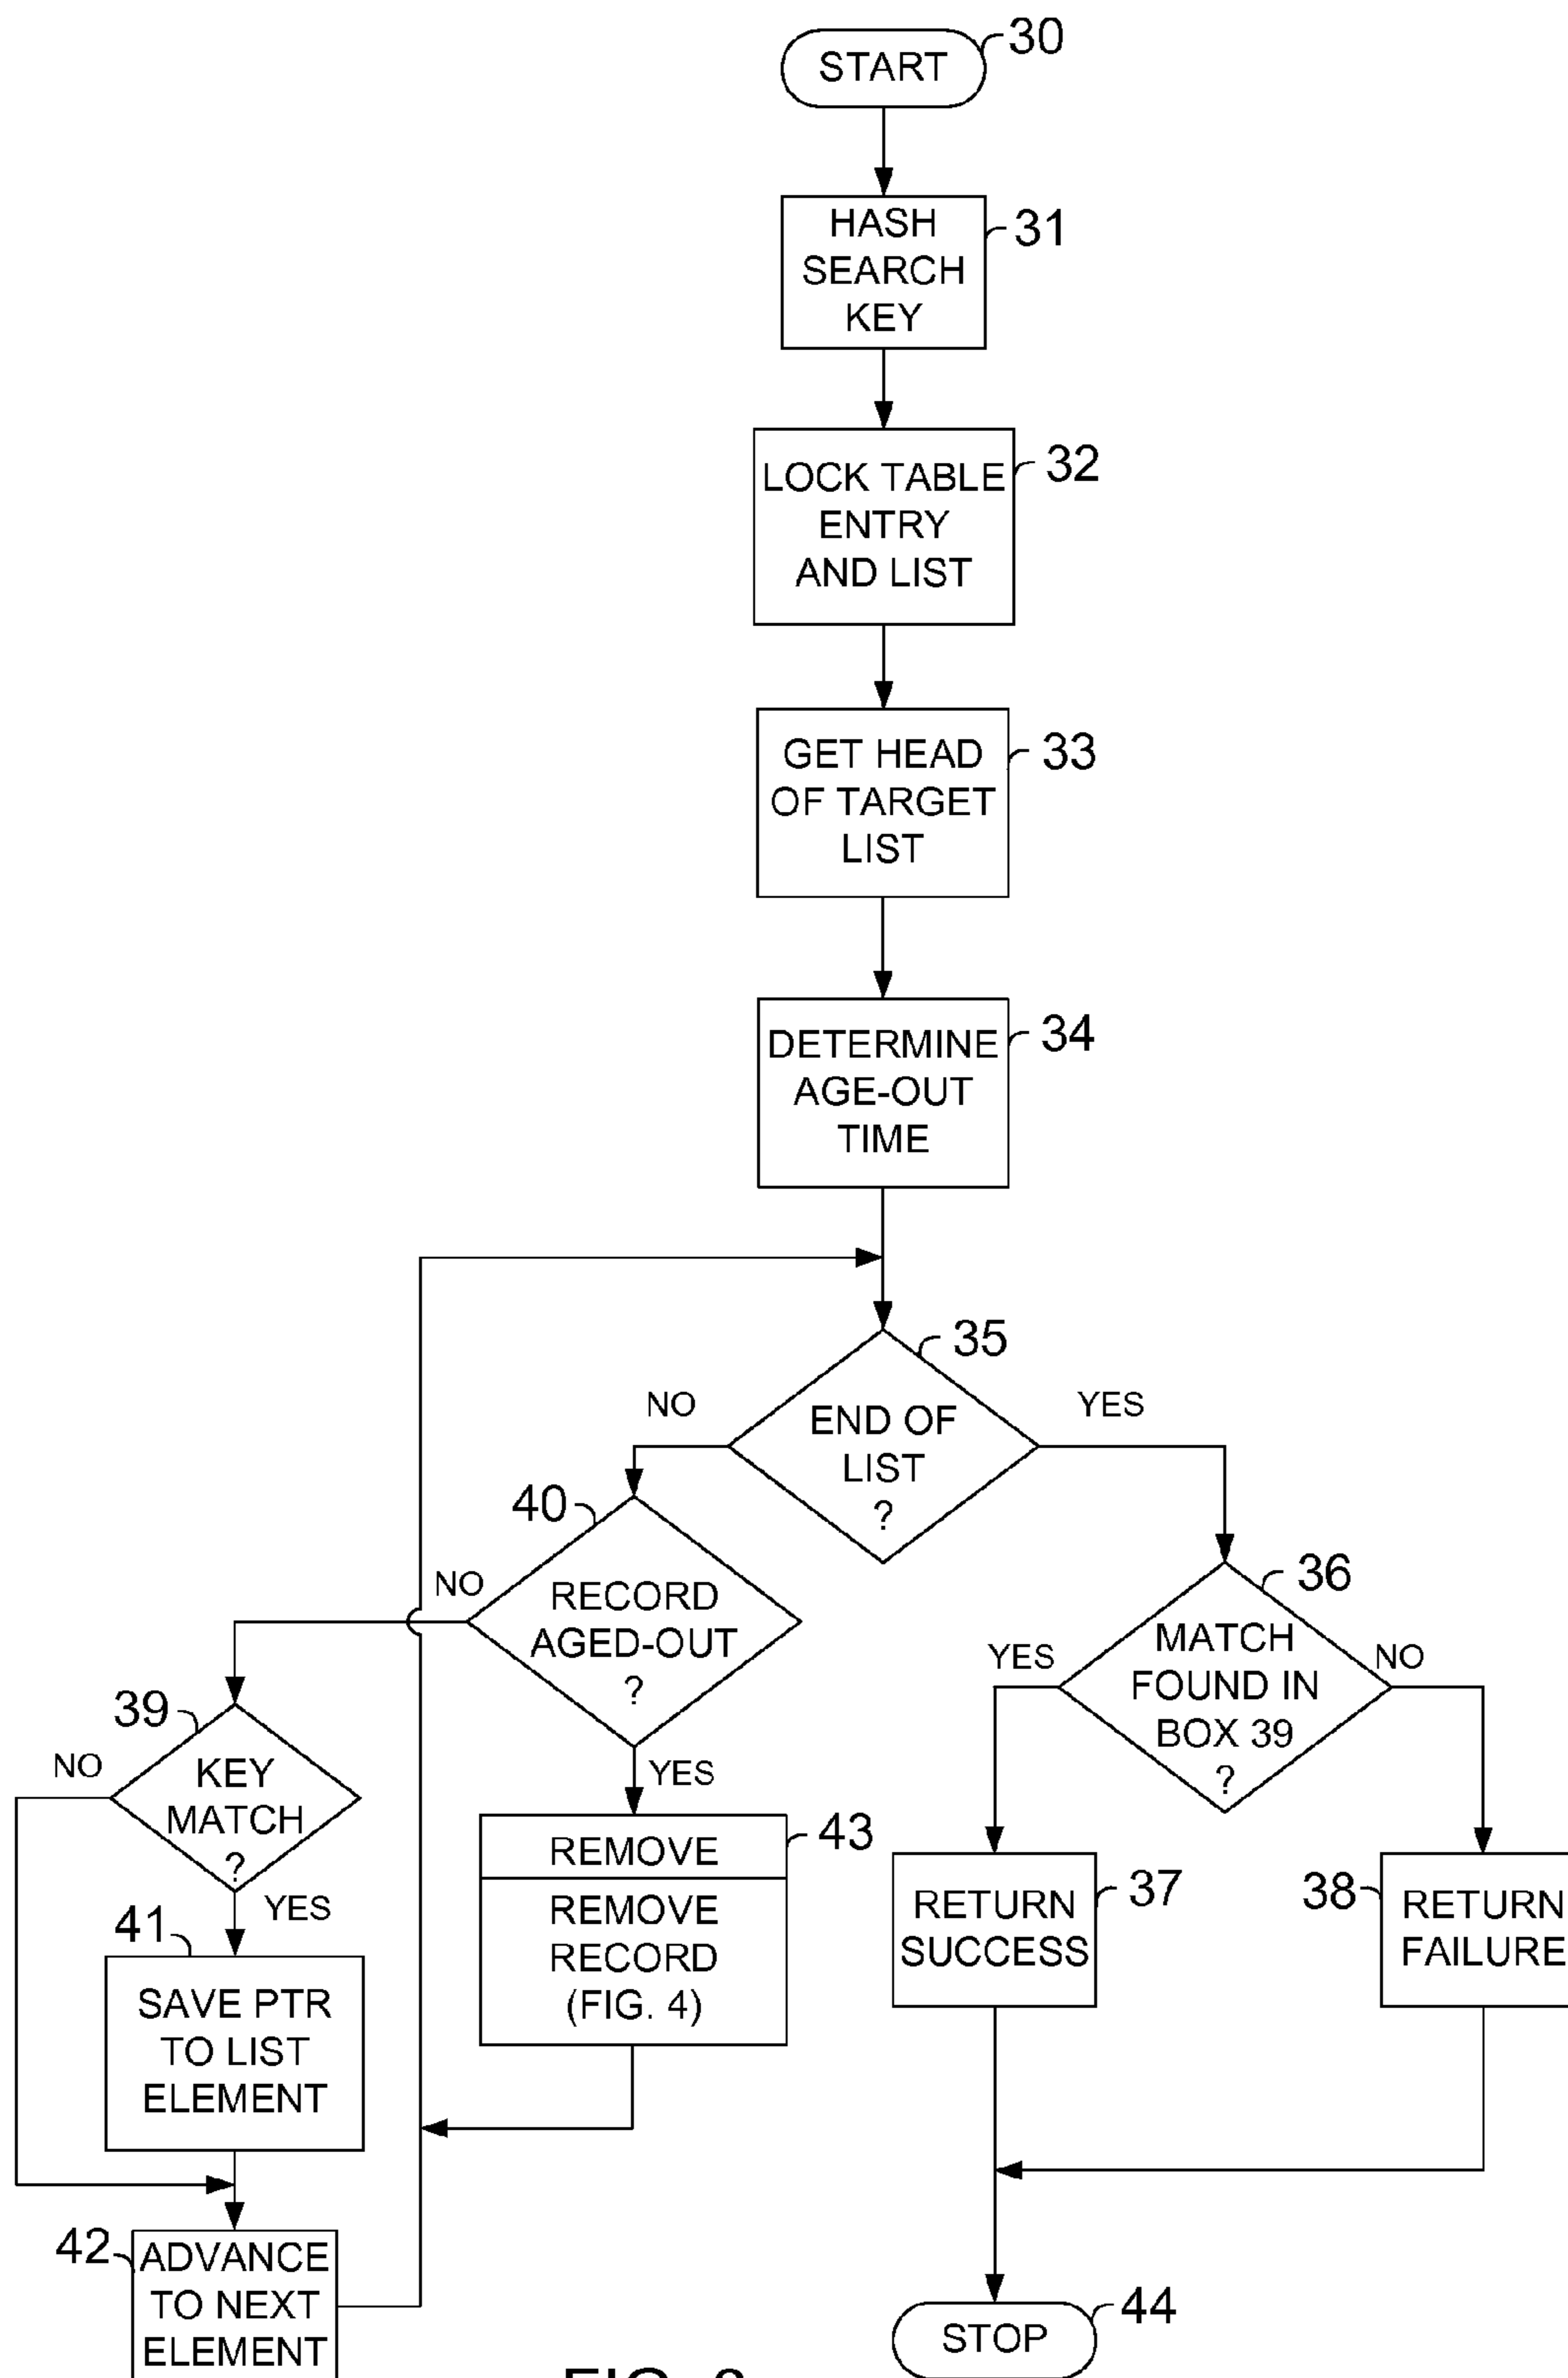 START
30
HASH
SEARCH
KEY
31
LOCK TABLE
ENTRY
AND LIST
32
GET HEAD
OF TARGET
LIST
33
DETERMINE
AGE-OUT
TIME
34
35
NO
YES
END OF
LIST
?
40
NO
RECORD
AGED-OUT
?
YES
36
YES
MATCH
FOUND IN
BOX 39
?
NO
39
NO
KEY
MATCH
?
YES
43
REMOVE
REMOVE
RECORD
(FIG. 4)
RETURN
SUCCESS
37
38
RETURN
FAILURE
41
SAVE PTR
TO LIST
ELEMENT
42
ADVANCE
TO NEXT
ELEMENT
STOP
44
FIG.